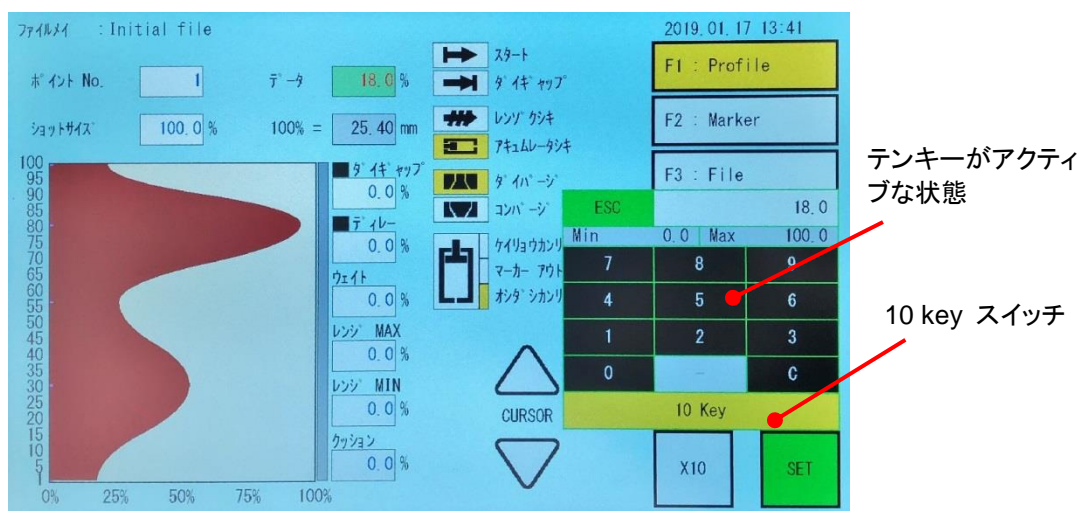 ファイルメイ : Initial file
2019.01.17 13:41
ポイント No. 1
データ 18.0 %
ショットサイズ 100.0 %
100% = 25.40 mm
スタート
ダイギャップ
レンゾクシキ
アキュムレータシキ
ダイバージ
コンバージ
ケイリョウカンリ
マーカー アウト
オシダシカンリ
F1 : Profile
F2 : Marker
F3 : File
100
95
90
85
80
75
70
65
60
55
50
45
40
35
30
25
20
15
10
5
1
0% 25% 50% 75% 100%
ダイギャップ
0.0 %
ディレー
0.0 %
ウェイト
0.0 %
レンジ MAX
0.0 %
レンジ MIN
0.0 %
クッション
0.0 %
CURSOR
ESC 18.0
Min 0.0 Max 100.0
7 8 9
4 5 6
1 2 3
0 - C
10 Key
X10 SET
テンキーがアクティ
ブな状態
10 key スイッチ